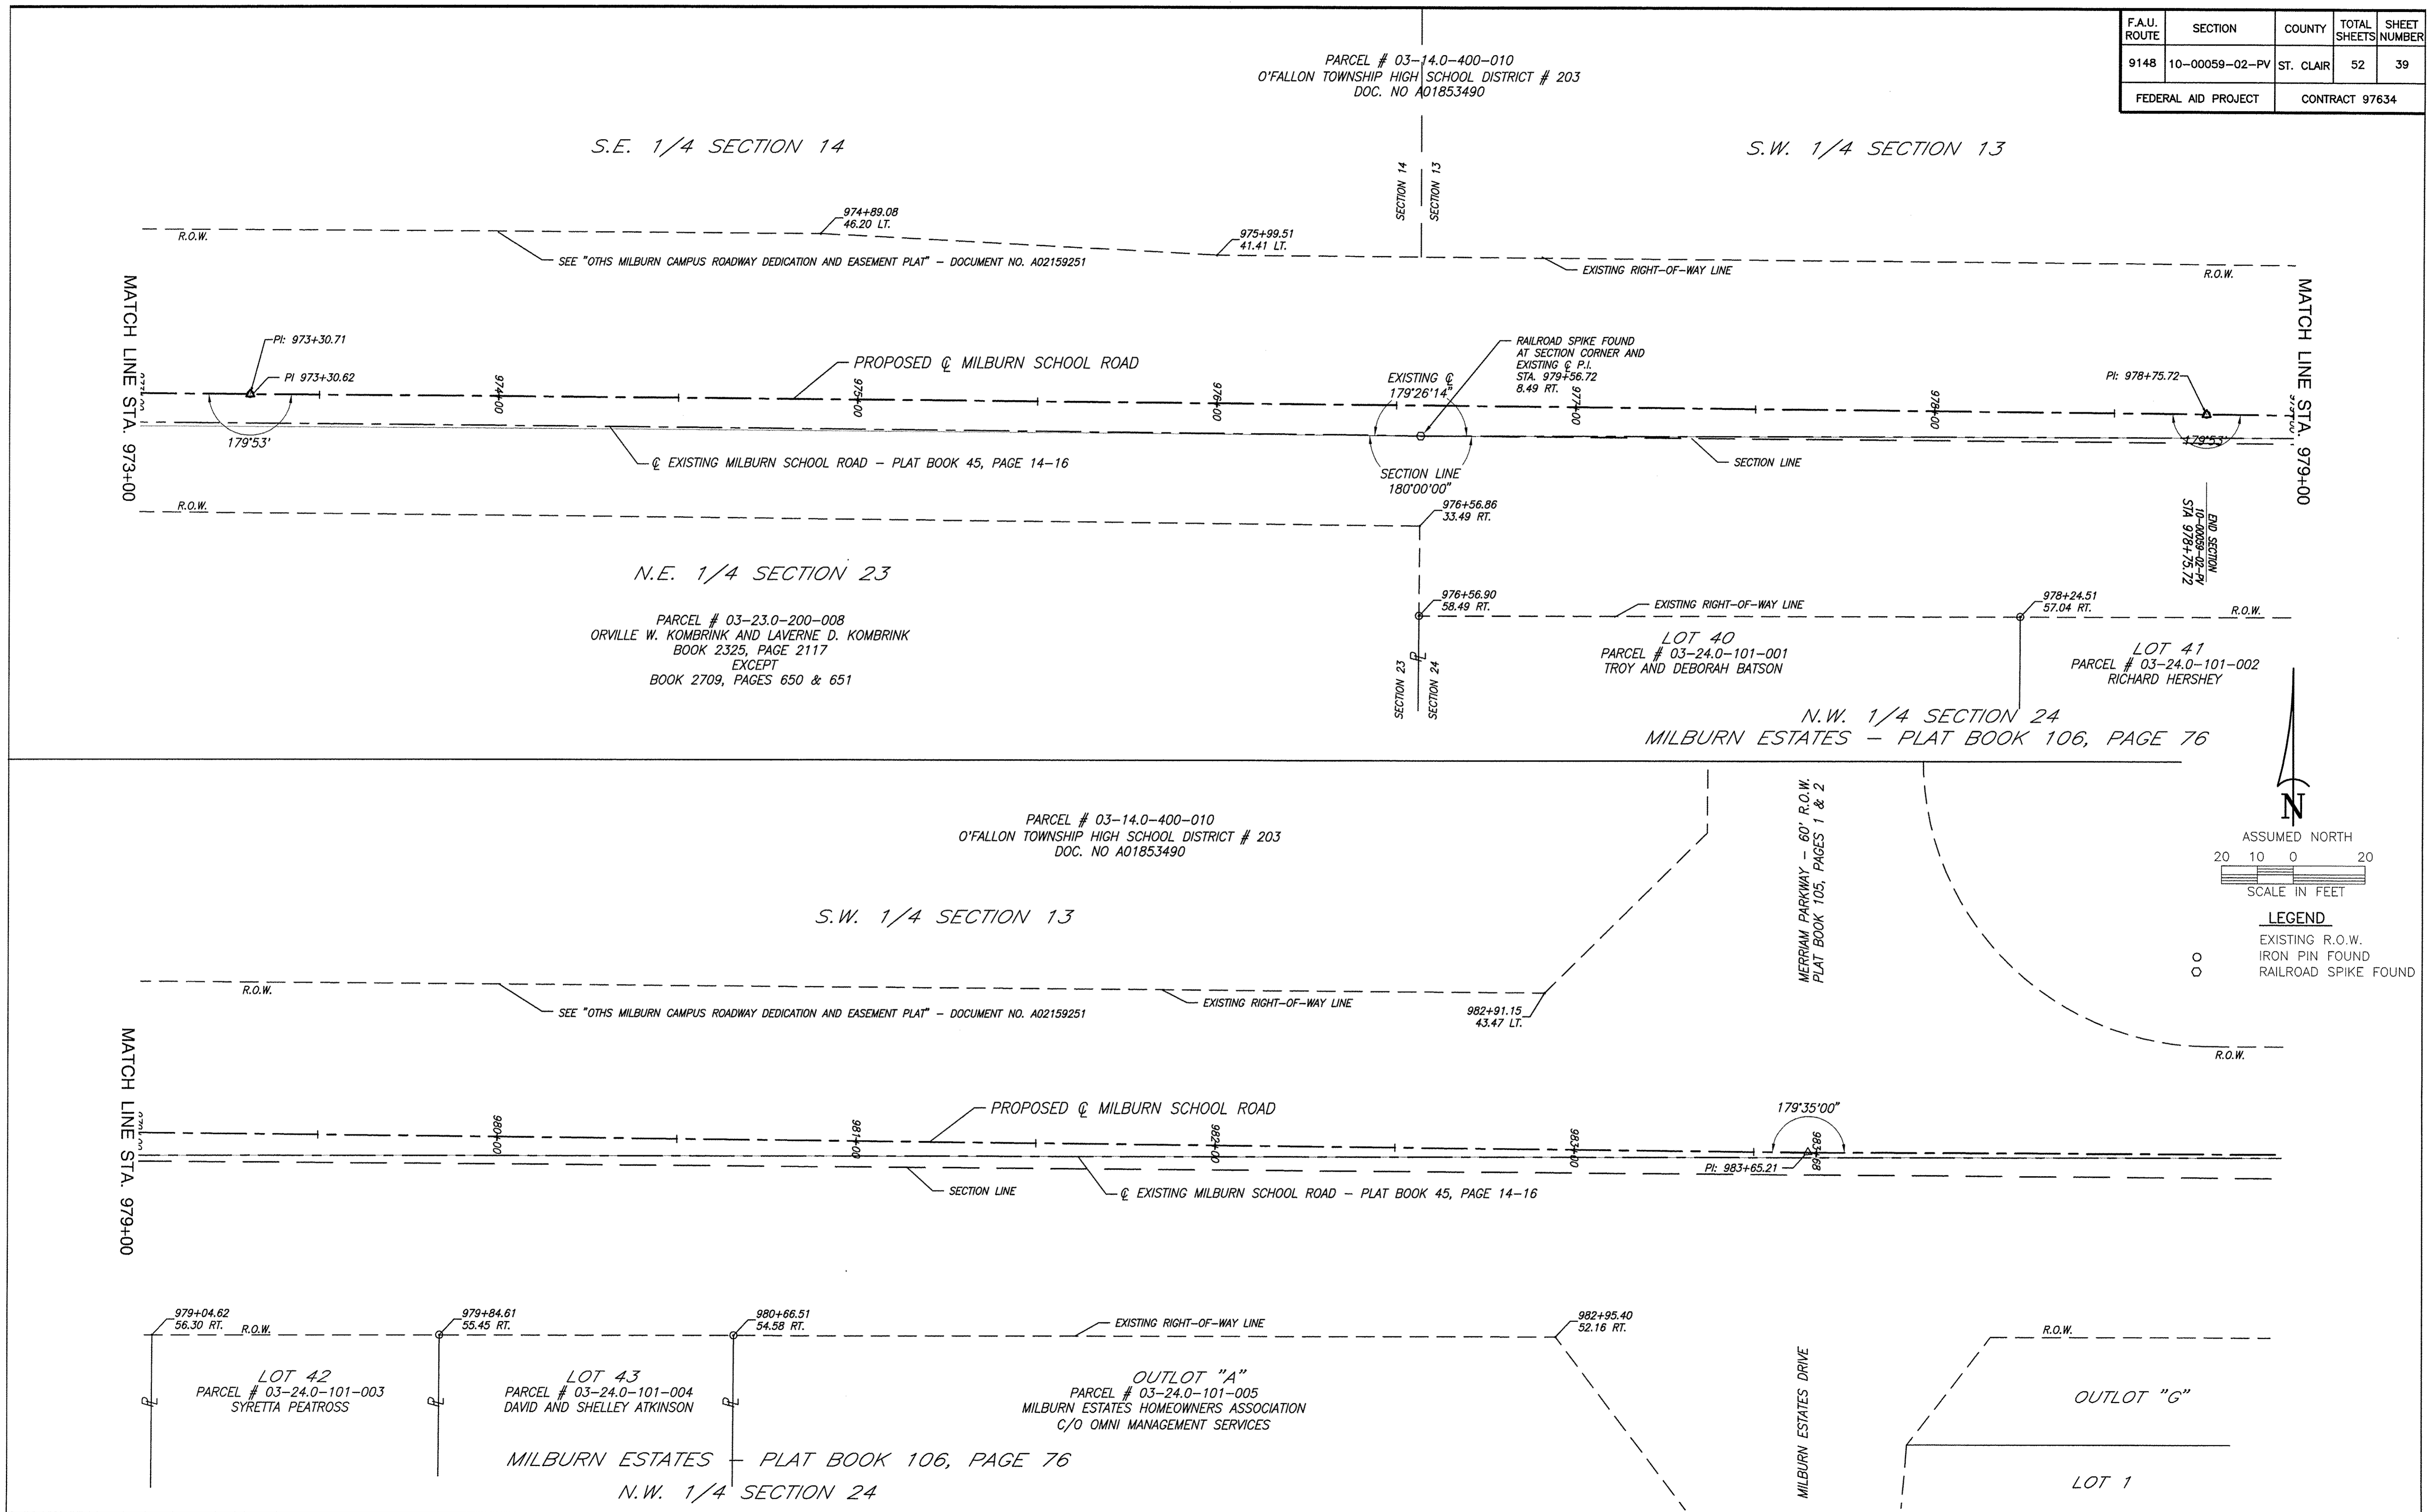 F.A.U. ROUTE
SECTION
COUNTY
TOTAL SHEETS
SHEET NUMBER
9148
10-00059-02-PV
ST. CLAIR
52
39
FEDERAL AID PROJECT
CONTRACT 97634
PARCEL # 03-14.0-400-010
O'FALLON TOWNSHIP HIGH SCHOOL DISTRICT # 203
DOC. NO A01853490
S.E. 1/4 SECTION 14
S.W. 1/4 SECTION 13
SECTION 14
SECTION 13
974+89.08
46.20 LT.
975+99.51
41.41 LT.
R.O.W.
SEE "OTHS MILBURN CAMPUS ROADWAY DEDICATION AND EASEMENT PLAT" - DOCUMENT NO. A02159251
EXISTING RIGHT-OF-WAY LINE
R.O.W.
MATCH LINE STA. 973+00
MATCH LINE STA. 979+00
PI: 973+30.71
PI 973+30.62
179°53'
PROPOSED ℄ MILBURN SCHOOL ROAD
974+00
975+00
976+00
977+00
978+00
EXISTING ℄
179°26'14"
RAILROAD SPIKE FOUND
AT SECTION CORNER AND
EXISTING ℄ P.I.
STA. 979+56.72
8.49 RT.
PI: 978+75.72
179°53'
℄ EXISTING MILBURN SCHOOL ROAD - PLAT BOOK 45, PAGE 14-16
SECTION LINE
180°00'00"
SECTION LINE
R.O.W.
976+56.86
33.49 RT.
END SECTION
10-0059-02-PV
STA 978+75.72
N.E. 1/4 SECTION 23
PARCEL # 03-23.0-200-008
ORVILLE W. KOMBRINK AND LAVERNE D. KOMBRINK
BOOK 2325, PAGE 2117
EXCEPT
BOOK 2709, PAGES 650 & 651
976+56.90
58.49 RT.
EXISTING RIGHT-OF-WAY LINE
978+24.51
57.04 RT.
R.O.W.
PL
SECTION 23
SECTION 24
LOT 40
PARCEL # 03-24.0-101-001
TROY AND DEBORAH BATSON
LOT 41
PARCEL # 03-24.0-101-002
RICHARD HERSHEY
N.W. 1/4 SECTION 24
MILBURN ESTATES - PLAT BOOK 106, PAGE 76
N
ASSUMED NORTH
20 10 0 20
SCALE IN FEET
LEGEND
EXISTING R.O.W.
IRON PIN FOUND
RAILROAD SPIKE FOUND
PARCEL # 03-14.0-400-010
O'FALLON TOWNSHIP HIGH SCHOOL DISTRICT # 203
DOC. NO A01853490
S.W. 1/4 SECTION 13
MERRIAM PARKWAY - 60' R.O.W.
PLAT BOOK 105, PAGES 1 & 2
R.O.W.
SEE "OTHS MILBURN CAMPUS ROADWAY DEDICATION AND EASEMENT PLAT" - DOCUMENT NO. A02159251
EXISTING RIGHT-OF-WAY LINE
982+91.15
43.47 LT.
R.O.W.
MATCH LINE STA. 979+00
PROPOSED ℄ MILBURN SCHOOL ROAD
980+00
981+00
982+00
983+00
179°35'00"
983+68
PI: 983+65.21
SECTION LINE
℄ EXISTING MILBURN SCHOOL ROAD - PLAT BOOK 45, PAGE 14-16
979+04.62
56.30 RT.
R.O.W.
979+84.61
55.45 RT.
980+66.51
54.58 RT.
EXISTING RIGHT-OF-WAY LINE
982+95.40
52.16 RT.
R.O.W.
PL
LOT 42
PARCEL # 03-24.0-101-003
SYRETTA PEATROSS
PL
LOT 43
PARCEL # 03-24.0-101-004
DAVID AND SHELLEY ATKINSON
PL
OUTLOT "A"
PARCEL # 03-24.0-101-005
MILBURN ESTATES HOMEOWNERS ASSOCIATION
C/O OMNI MANAGEMENT SERVICES
MILBURN ESTATES DRIVE
OUTLOT "G"
LOT 1
MILBURN ESTATES - PLAT BOOK 106, PAGE 76
N.W. 1/4 SECTION 24